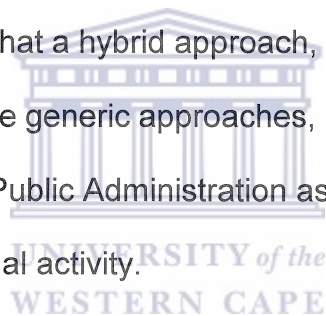 hat a hybrid approach,
e generic approaches,
Public Administration as
UNIVERSITY of the
al activity.
WESTERN CAPE